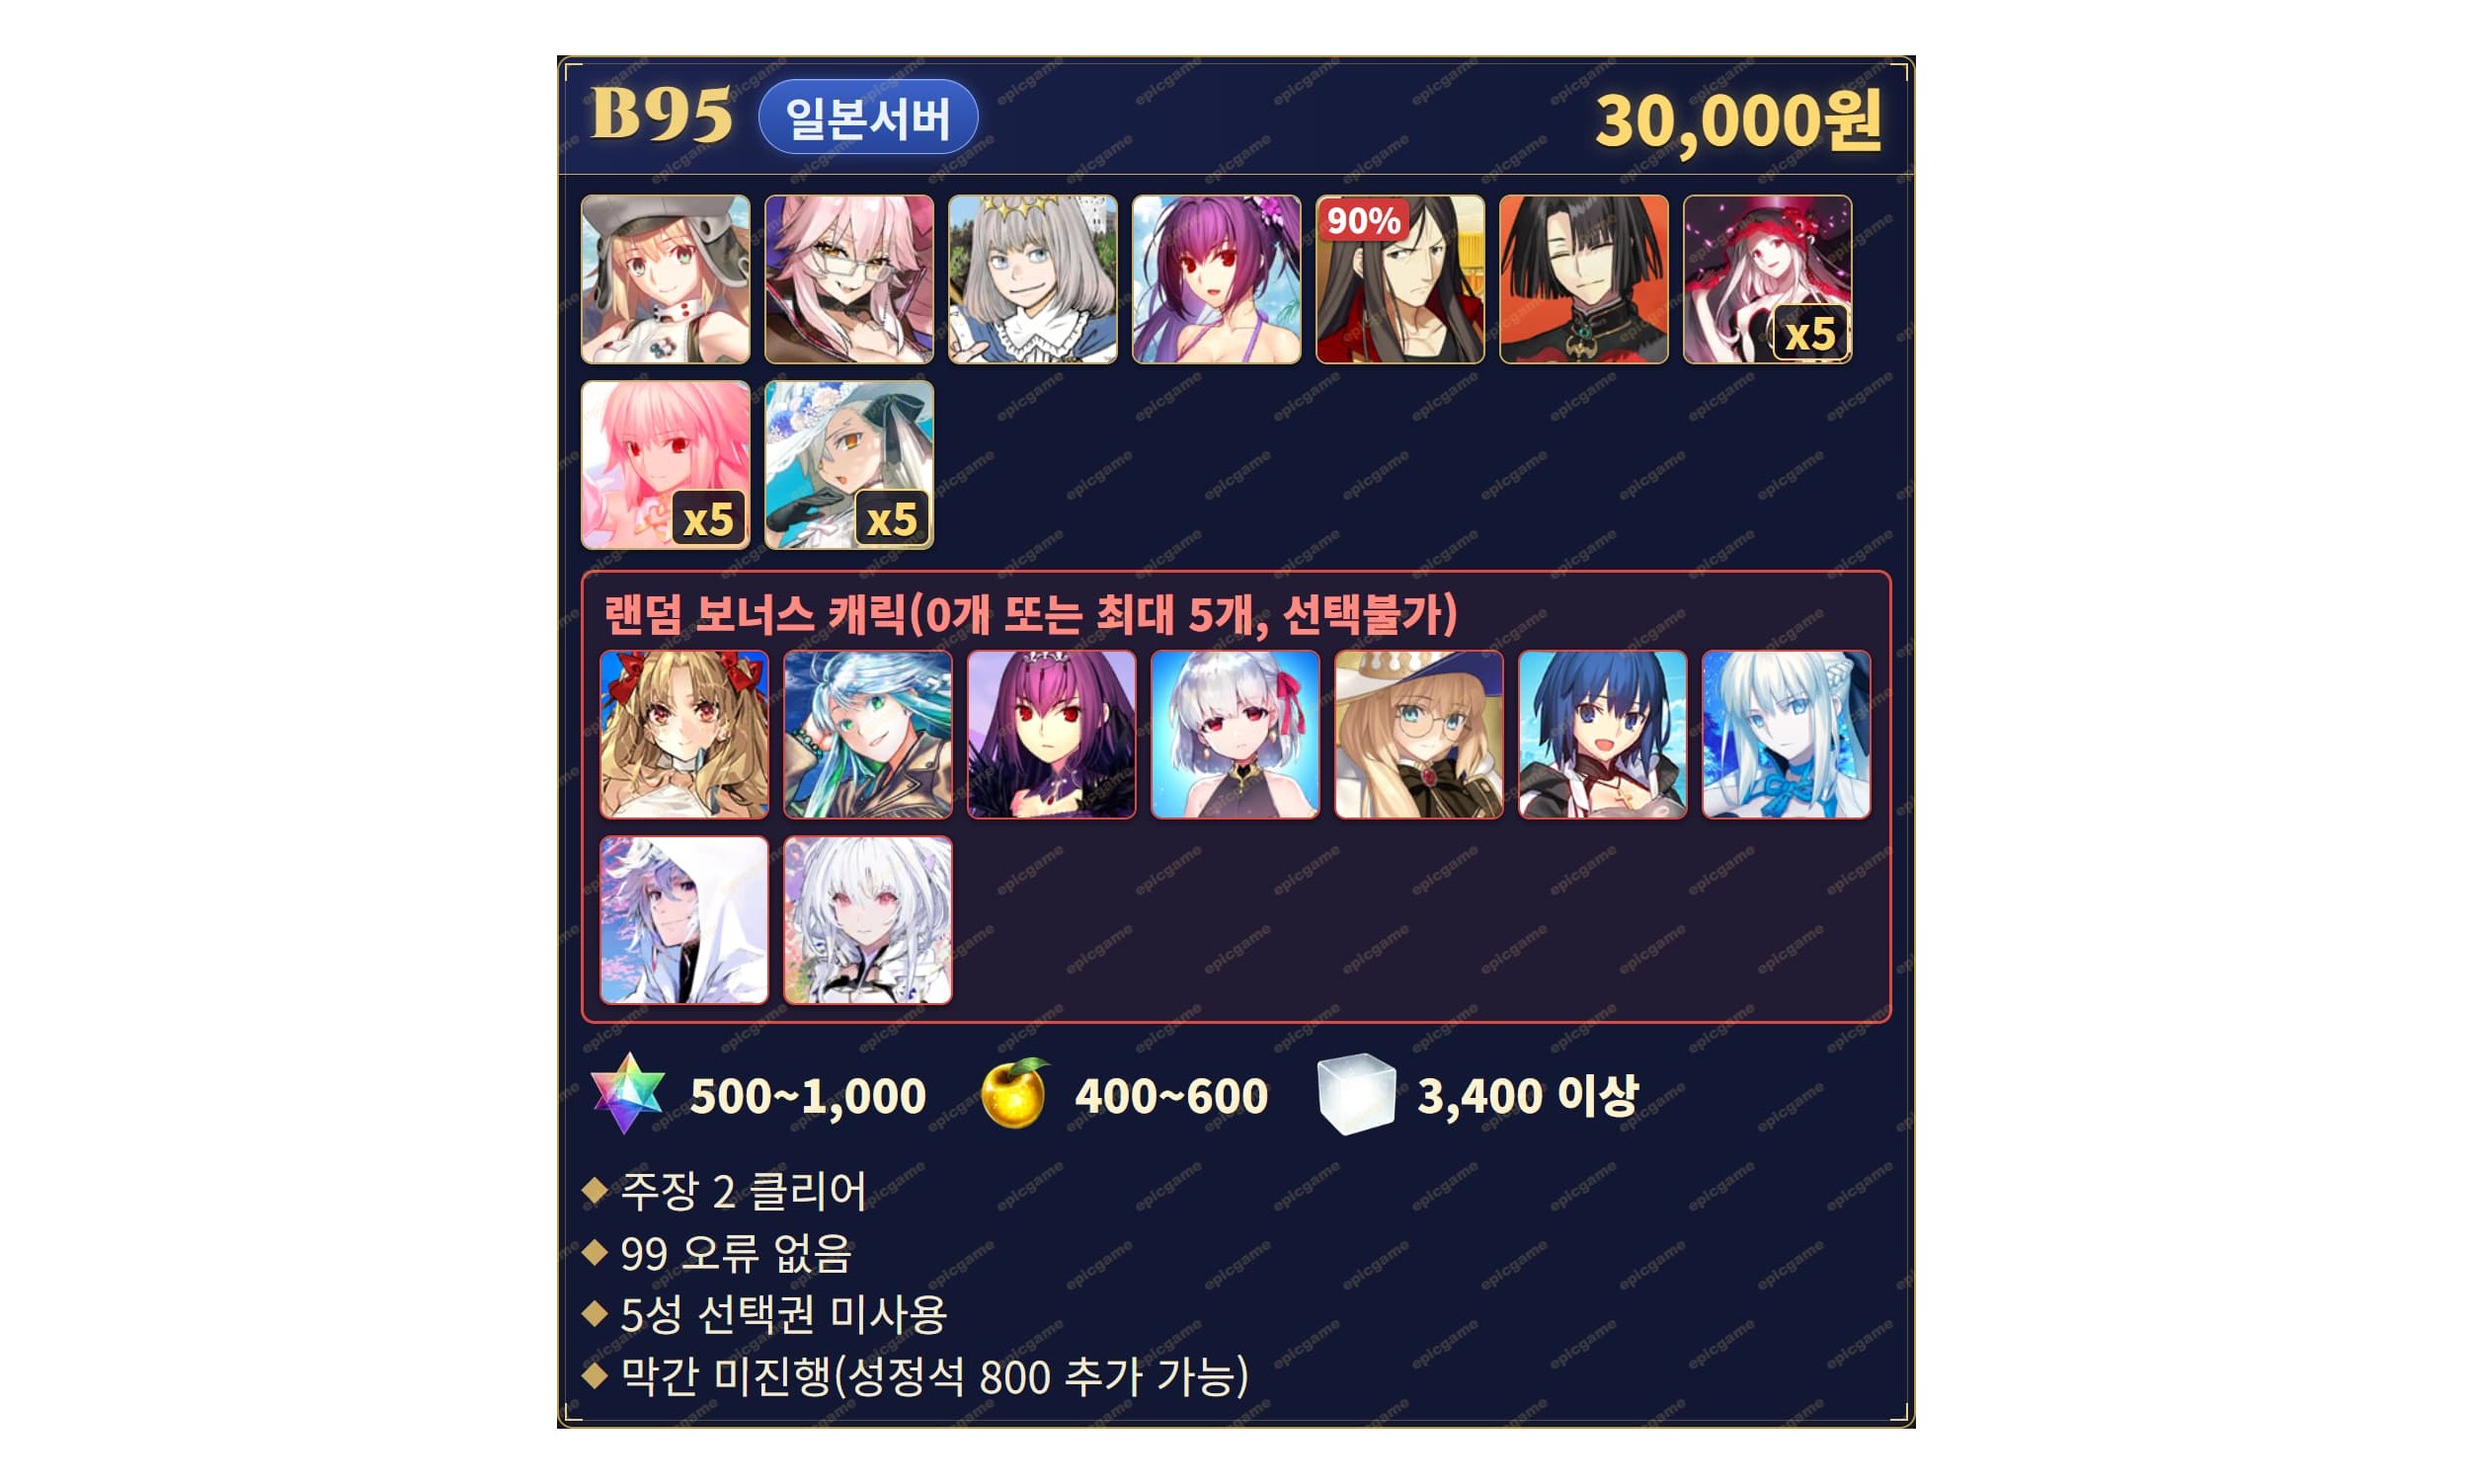 B95 일본서버 30,000원
90%
x5
x5 x5
랜덤 보너스 캐릭(0개 또는 최대 5개, 선택불가)
500~1,000 400~600 3,400 이상
주장 2 클리어
99 오류 없음
5성 선택권 미사용
막간 미진행(성정석 800 추가 가능)
epicgame